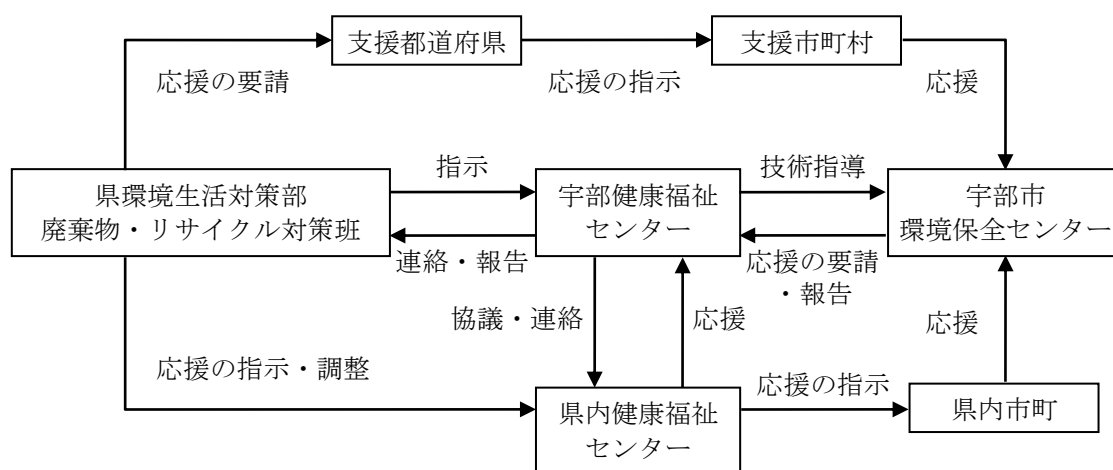 支援都道府県
支援市町村
応援の要請
応援の指示
応援
県環境生活対策部
廃棄物・リサイクル対策班
指示
宇部健康福祉
センター
技術指導
宇部市
環境保全センター
連絡・報告
応援の要請
・報告
協議・連絡
応援
応援
応援の指示・調整
県内健康福祉
センター
応援の指示
県内市町